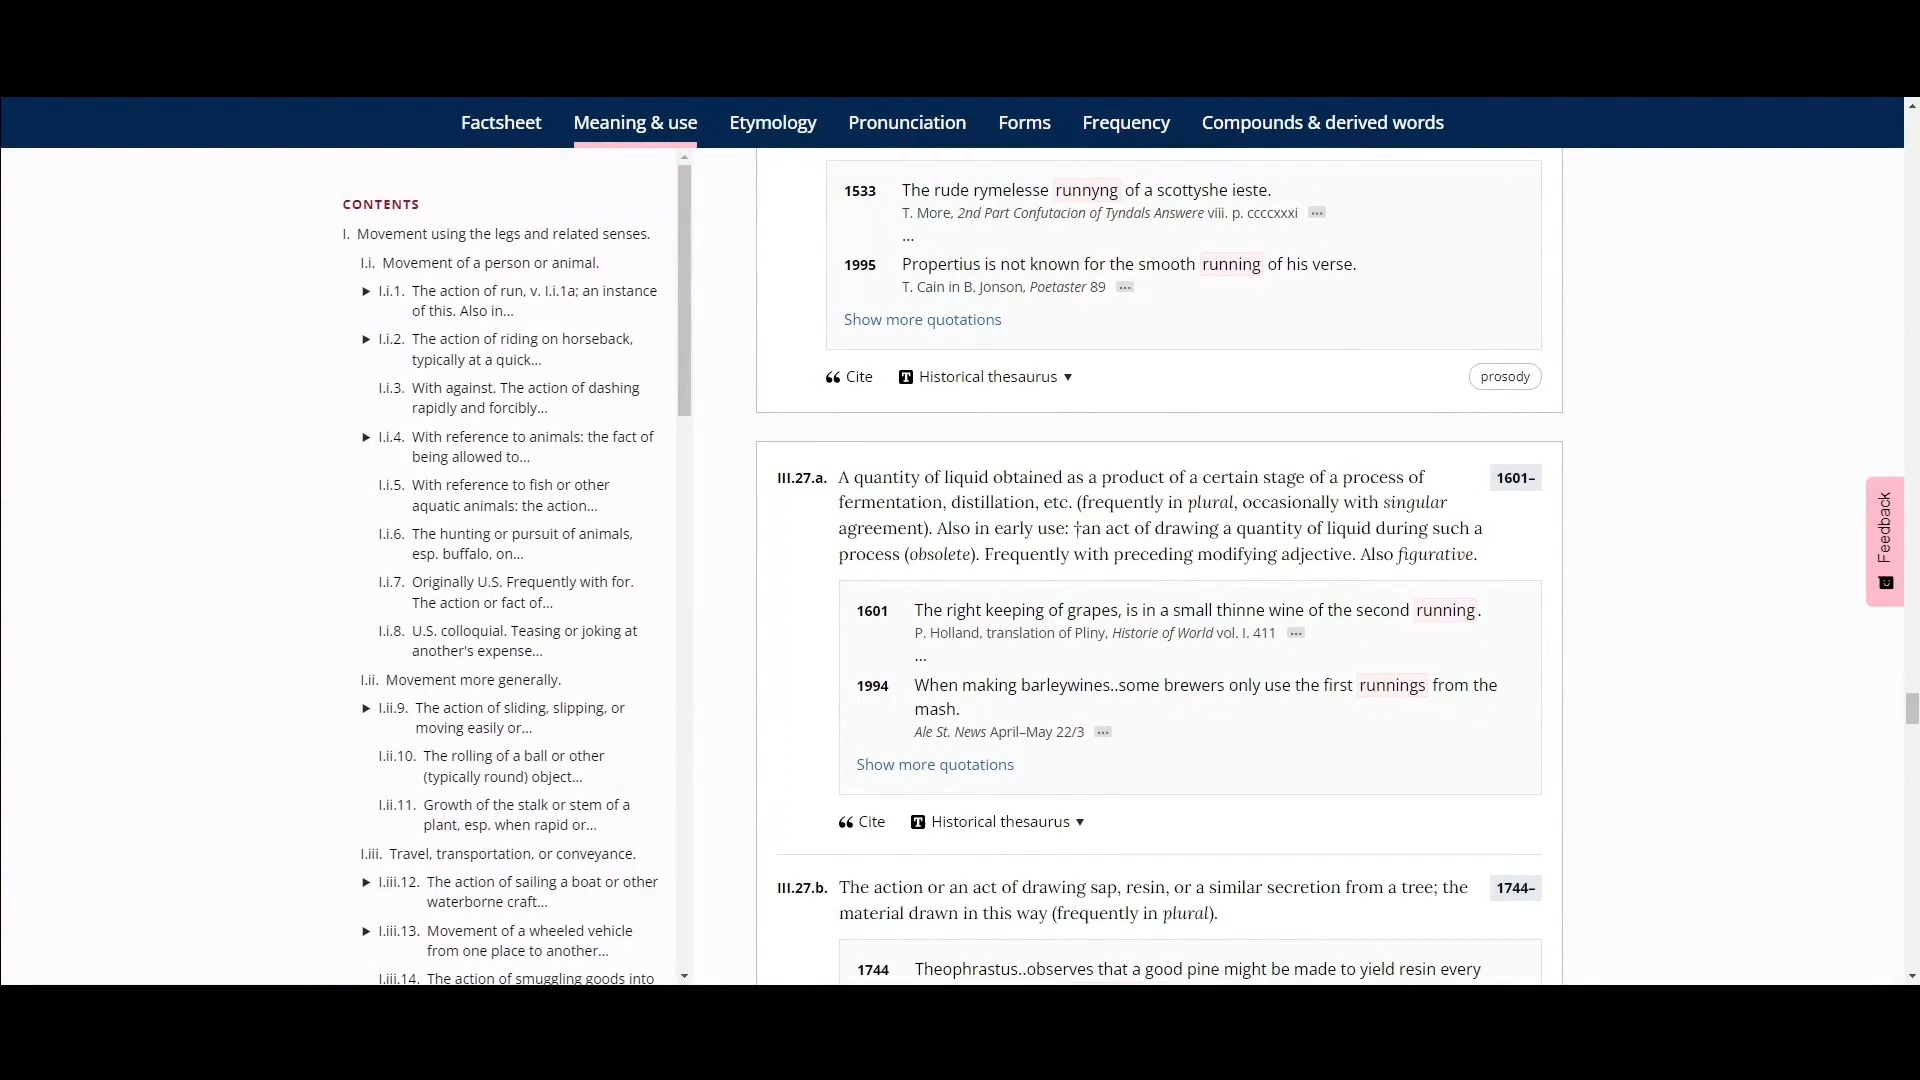 Factsheet Meaning & use Etymology Pronunciation Forms Frequency Compounds & derived words
CONTENTS
I. Movement using the legs and related senses.
I.i. Movement of a person or animal.
I.i.1. The action of run, v. I.i.1a; an instance
of this. Also in...
I.i.2. The action of riding on horseback,
typically at a quick...
I.i.3. With against. The action of dashing
rapidly and forcibly...
I.i.4. With reference to animals: the fact of
being allowed to...
I.i.5. With reference to fish or other
aquatic animals: the action...
I.i.6. The hunting or pursuit of animals,
esp. buffalo, on...
I.i.7. Originally U.S. Frequently with for.
The action or fact of...
I.i.8. U.S. colloquial. Teasing or joking at
another's expense...
I.ii. Movement more generally.
I.ii.9. The action of sliding, slipping, or
moving easily or...
I.ii.10. The rolling of a ball or other
(typically round) object...
I.ii.11. Growth of the stalk or stem of a
plant, esp. when rapid or...
I.iii. Travel, transportation, or conveyance.
I.iii.12. The action of sailing a boat or other
waterborne craft...
I.iii.13. Movement of a wheeled vehicle
from one place to another...
I.iii.14. The action of smuggling goods into
1533 The rude rymelesse runnyng of a scottyshe ieste.
T. More, 2nd Part Confutacion of Tyndals Answere viii. p. ccccxxxi ...
...
1995 Propertius is not known for the smooth running of his verse.
T. Cain in B. Jonson, Poetaster 89 ...
Show more quotations
Cite Historical thesaurus prosody
III.27.a. A quantity of liquid obtained as a product of a certain stage of a process of 1601–
fermentation, distillation, etc. (frequently in plural, occasionally with singular
agreement). Also in early use: †an act of drawing a quantity of liquid during such a
process (obsolete). Frequently with preceding modifying adjective. Also figurative.
1601 The right keeping of grapes, is in a small thinne wine of the second running.
P. Holland, translation of Pliny, Historie of World vol. I. 411 ...
...
1994 When making barleywines..some brewers only use the first runnings from the
mash.
Ale St. News April–May 22/3 ...
Show more quotations
Cite Historical thesaurus
III.27.b. The action or an act of drawing sap, resin, or a similar secretion from a tree; the 1744–
material drawn in this way (frequently in plural).
1744 Theophrastus..observes that a good pine might be made to yield resin every
Feedback